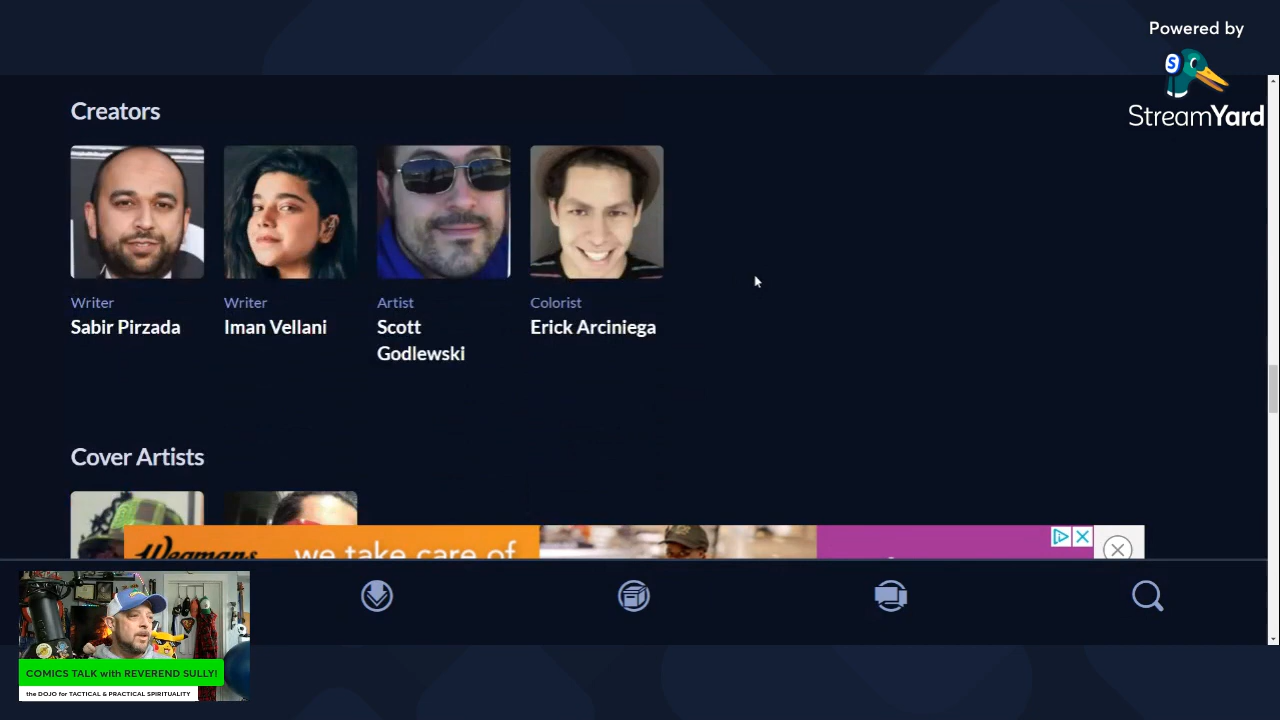 Powered by
S
StreamYard
Creators
Writer
Sabir Pirzada
Writer
Iman Vellani
Artist
Scott
Godlewski
Colorist
Erick Arciniega
Cover Artists
Wegmans
we take care of
COMICS TALK with REVEREND SULLY!
the DOJO for TACTICAL & PRACTICAL SPIRITUALITY